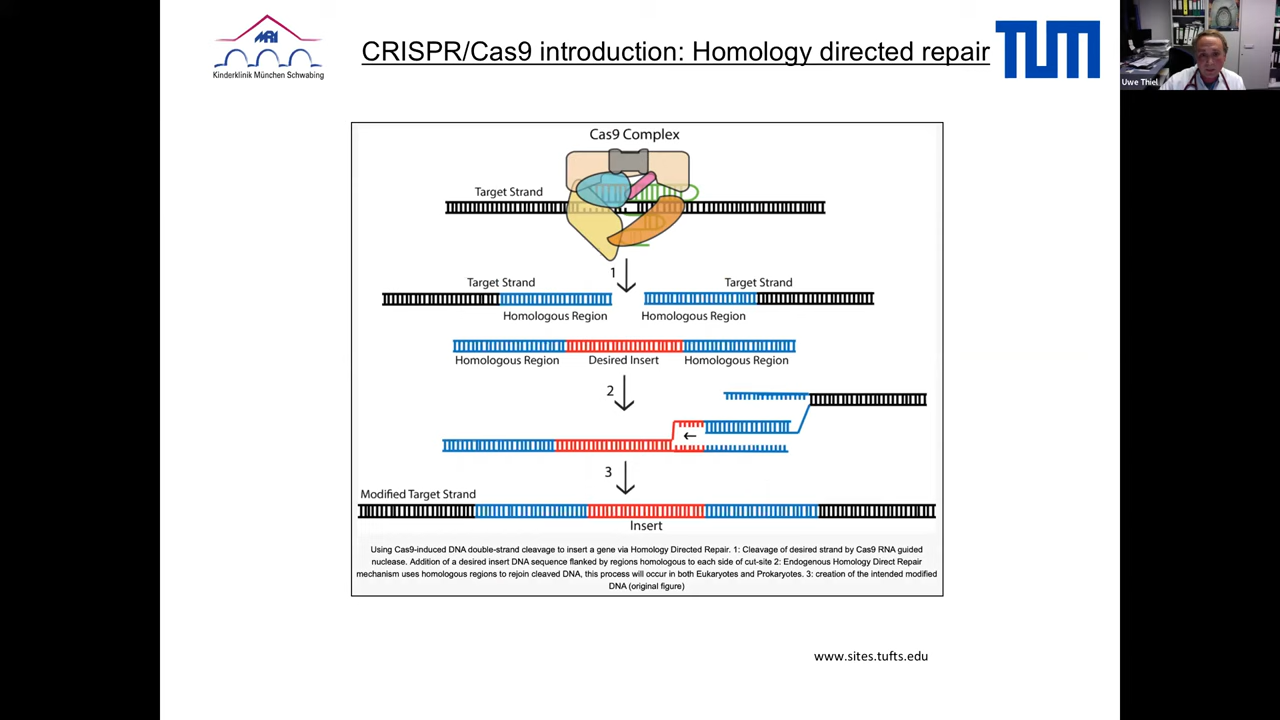 MRI
Kinderklinik München Schwabing
CRISPR/Cas9 introduction: Homology directed repair
TUM
Uwe Thiel
Cas9 Complex
Target Strand
1
Target Strand
Target Strand
Homologous Region
Homologous Region
Homologous Region
Desired Insert
Homologous Region
2
3
Modified Target Strand
Insert
Using Cas9-induced DNA double-strand cleavage to insert a gene via Homology Directed Repair. 1: Cleavage of desired strand by Cas9 RNA guided
nuclease. Addition of a desired insert DNA sequence flanked by regions homologous to each side of cut-site 2: Endogenous Homology Direct Repair
mechanism uses homologous regions to rejoin cleaved DNA, this process will occur in both Eukaryotes and Prokaryotes. 3: creation of the intended modified
DNA (original figure)
www.sites.tufts.edu